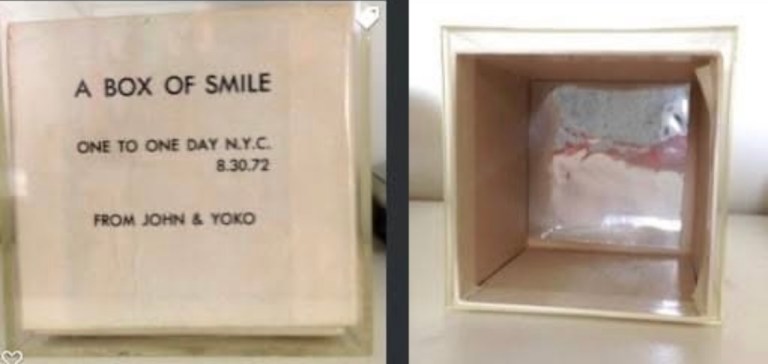 A BOX OF SMILE
ONE TO ONE DAY N.Y.C.
8.30.72
FROM JOHN & YOKO